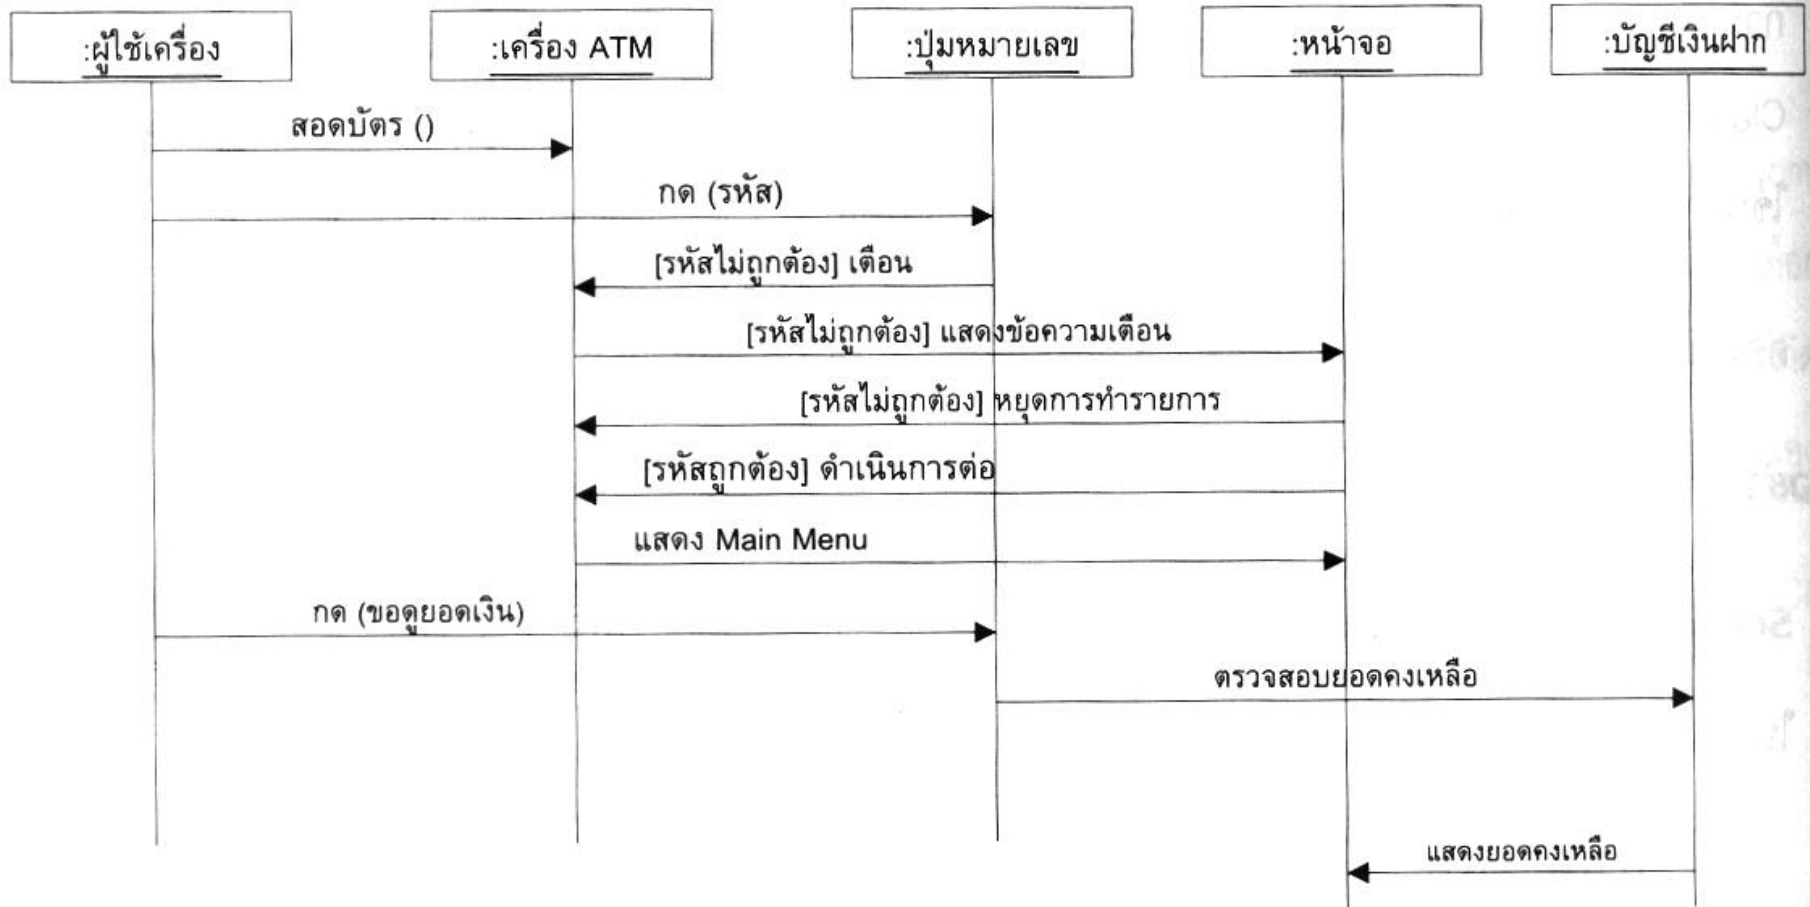 :ผู้ใช้เครื่อง
:เครื่อง ATM
:ปุ่มหมายเลข
:หน้าจอ
:บัญชีเงินฝาก
สอดบัตร ()
กด (รหัส)
[รหัสไม่ถูกต้อง] เตือน
[รหัสไม่ถูกต้อง] แสดงข้อความเตือน
[รหัสไม่ถูกต้อง] หยุดการทำรายการ
[รหัสถูกต้อง] ดำเนินการต่อ
แสดง Main Menu
กด (ขอดูยอดเงิน)
ตรวจสอบยอดคงเหลือ
แสดงยอดคงเหลือ